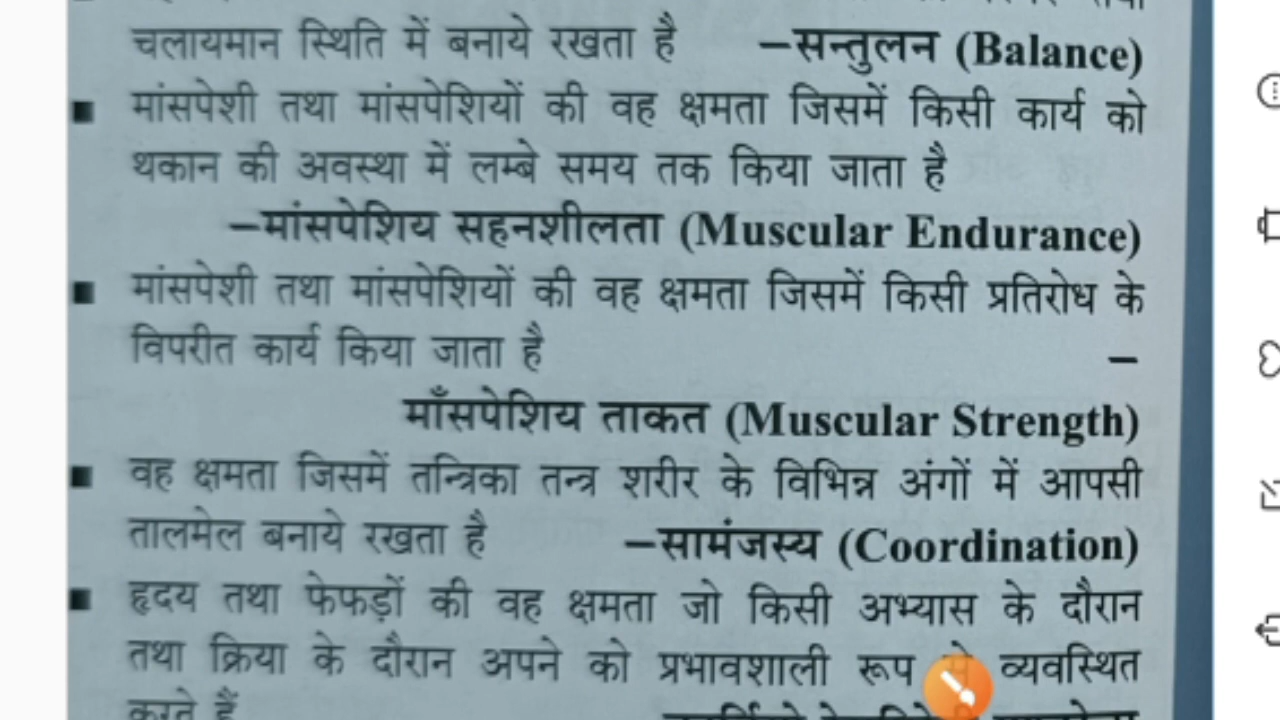 चलायमान स्थिति में बनाये रखता है –सन्तुलन (Balance)
■ मांसपेशी तथा मांसपेशियों की वह क्षमता जिसमें किसी कार्य को
थकान की अवस्था में लम्बे समय तक किया जाता है
–मांसपेशिय सहनशीलता (Muscular Endurance)
■ मांसपेशी तथा मांसपेशियों की वह क्षमता जिसमें किसी प्रतिरोध के
विपरीत कार्य किया जाता है –
माँसपेशिय ताकत (Muscular Strength)
■ वह क्षमता जिसमें तन्त्रिका तन्त्र शरीर के विभिन्न अंगों में आपसी
तालमेल बनाये रखता है –सामंजस्य (Coordination)
■ हृदय तथा फेफड़ों की वह क्षमता जो किसी अभ्यास के दौरान
तथा क्रिया के दौरान अपने को प्रभावशाली रूप व्यवस्थित
करते हैं